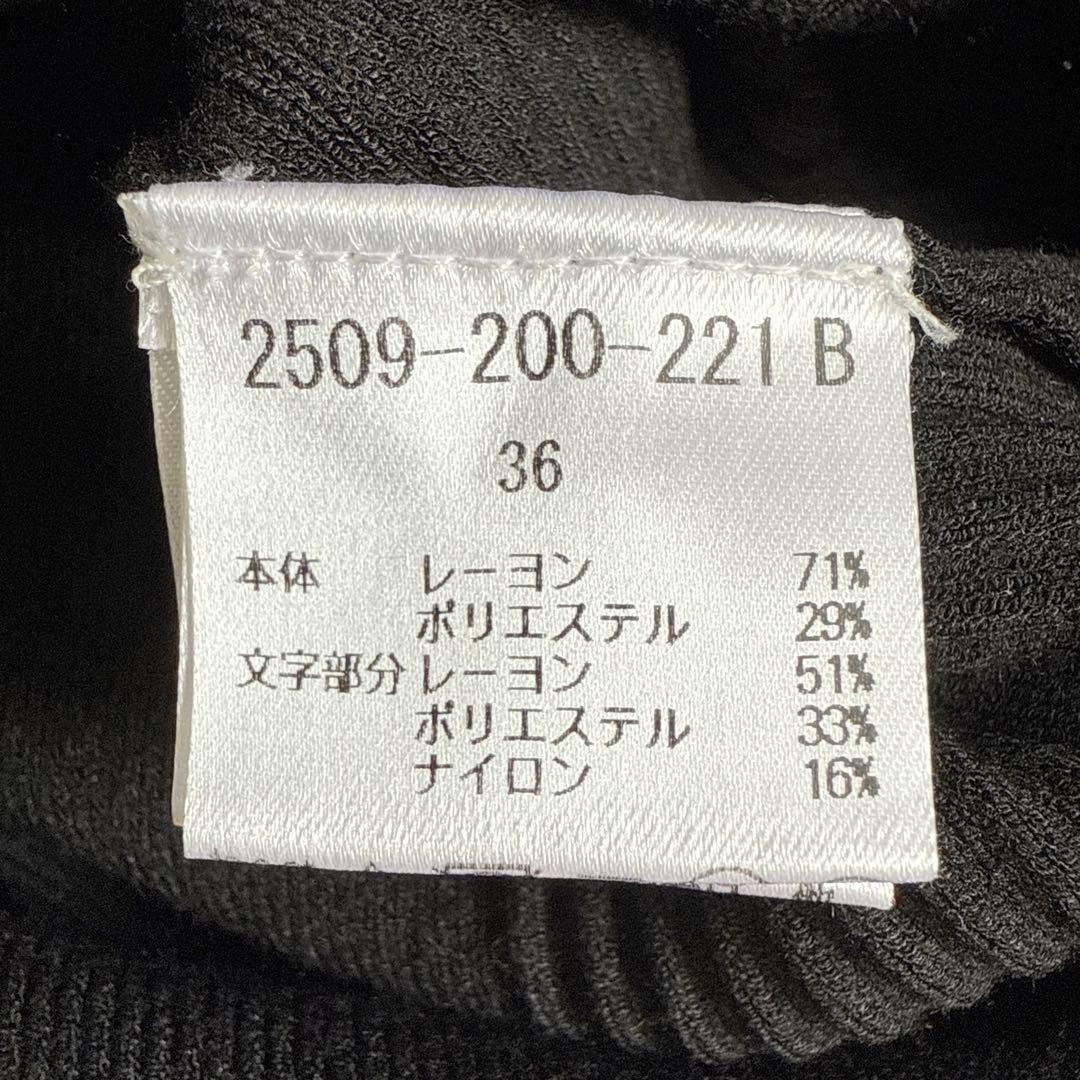 2509-200-221 B
36
本体 レーヨン 71%
ポリエステル 29%
文字部分 レーヨン 51%
ポリエステル 33%
ナイロン 16%